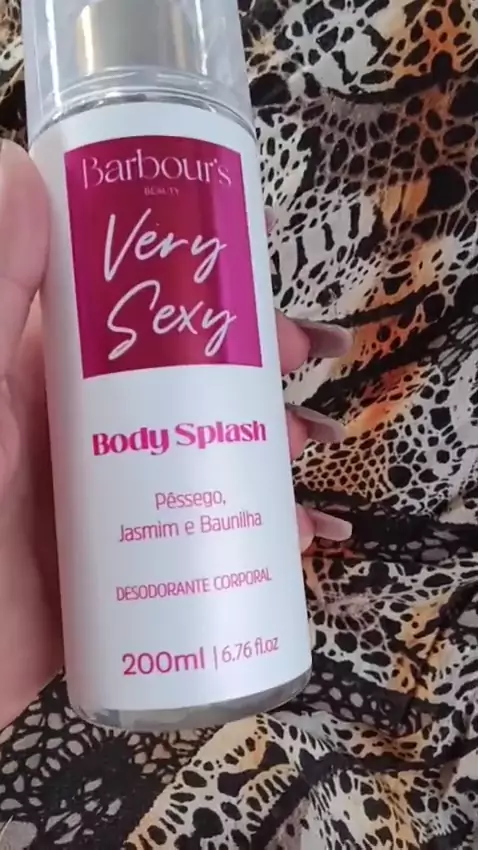 Barbour's
BEAUTY
Very
Sexy
Body Splash
Pêssego,
Jasmim e Baunilha
DESODORANTE CORPORAL
200ml | 6.76 fl.oz